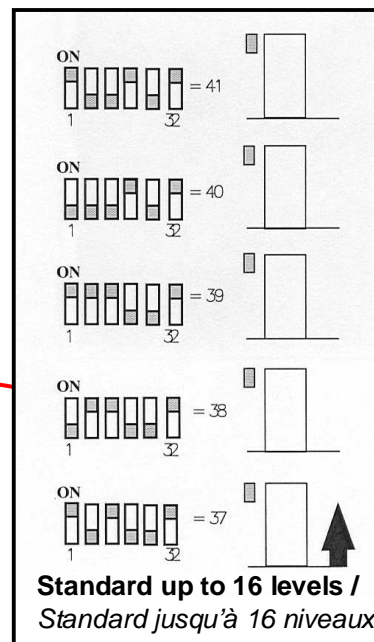 ON
= 41
1 32
ON
= 40
1 32
ON
= 39
1 32
ON
= 38
1 32
ON
= 37
1 32
Standard up to 16 levels /
Standard jusqu'à 16 niveaux